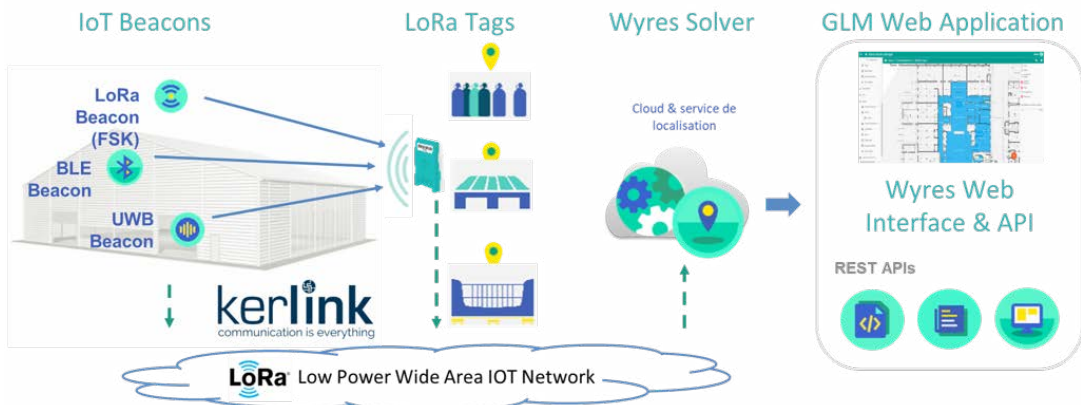 IoT Beacons
LoRa Tags
Wyres Solver
GLM Web Application
LoRa
Beacon
(FSK)
BLE
Beacon
UWB
Beacon
Cloud & service de
localisation
Wyres Web
Interface & API
REST APIs
kerlink
communication is everything
LoRa Low Power Wide Area IOT Network